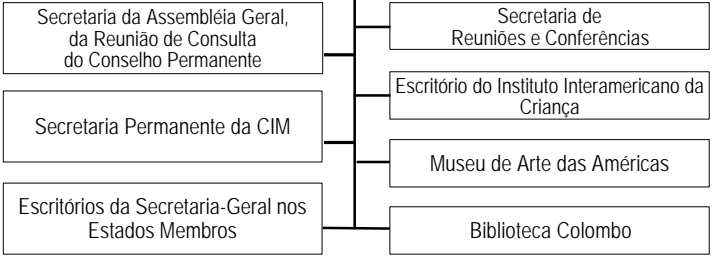 Secretaria da Assembléia Geral,
da Reunião de Consulta
do Conselho Permanente
Secretaria Permanente da CIM
Escritórios da Secretaria-Geral nos
Estados Membros
Secretaria de
Reuniões e Conferências
Escritório do Instituto Interamericano da
Criança
Museu de Arte das Américas
Biblioteca Colombo